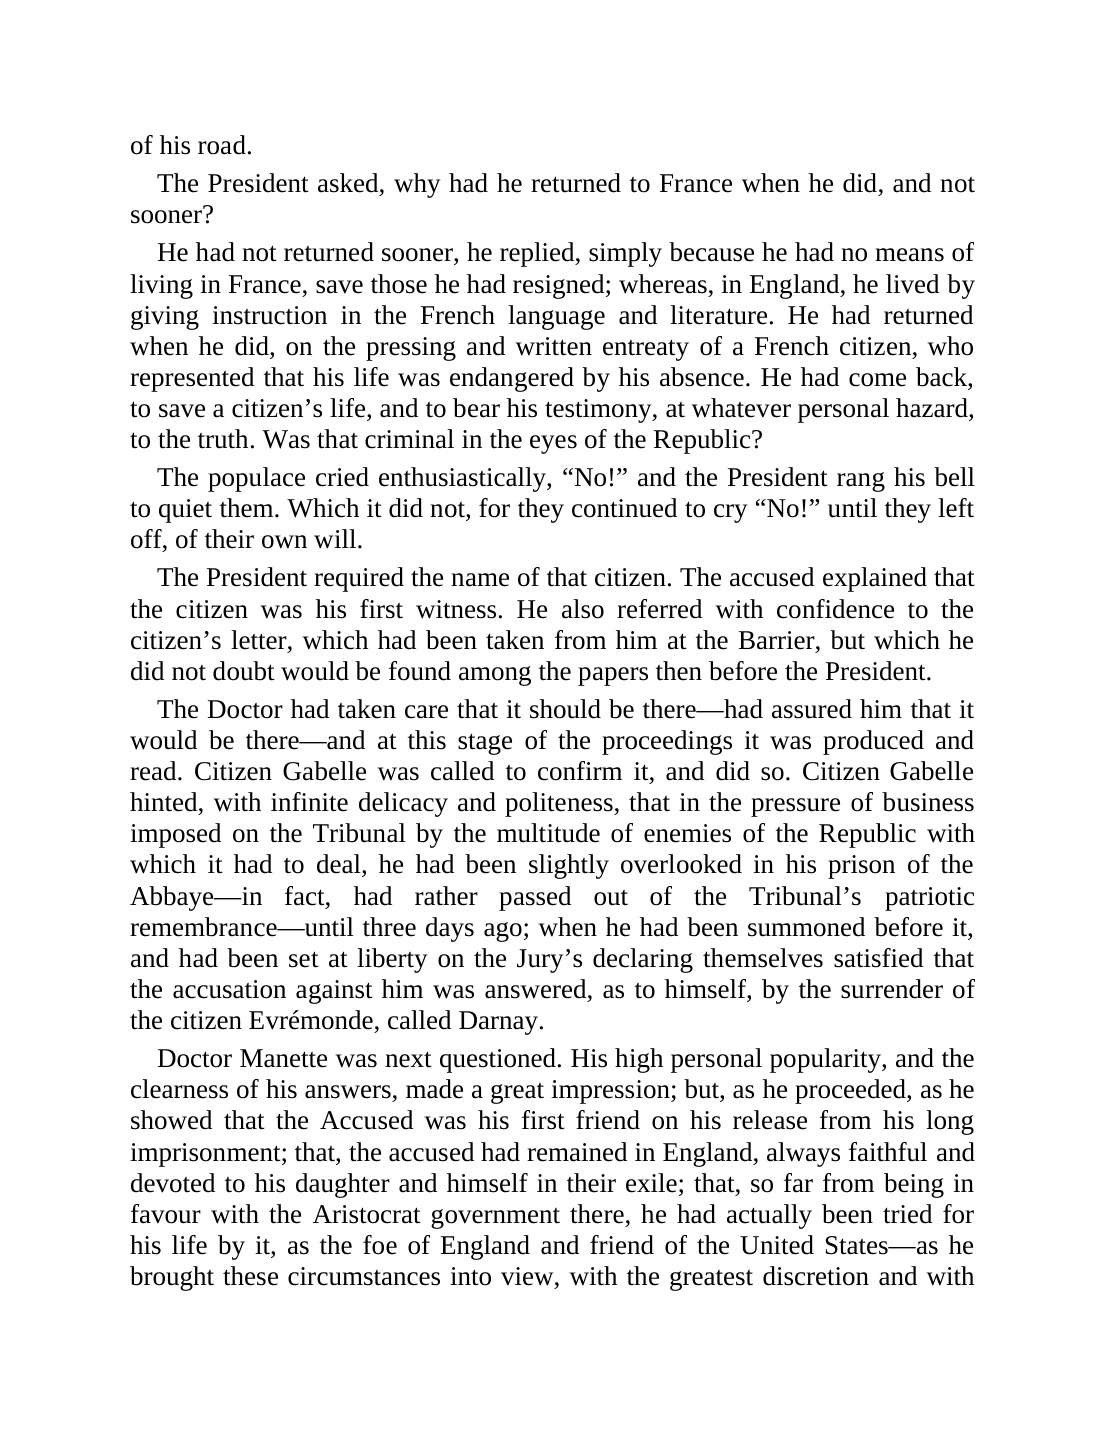 of his road.
The President asked, why had he returned to France when he did, and not
sooner?
He had not returned sooner, he replied, simply because he had no means of
living in France, save those he had resigned; whereas, in England, he lived by
giving instruction in the French language and literature. He had returned
when he did, on the pressing and written entreaty of a French citizen, who
represented that his life was endangered by his absence. He had come back,
to save a citizen’s life, and to bear his testimony, at whatever personal hazard,
to the truth. Was that criminal in the eyes of the Republic?
The populace cried enthusiastically, “No!” and the President rang his bell
to quiet them. Which it did not, for they continued to cry “No!” until they left
off, of their own will.
The President required the name of that citizen. The accused explained that
the citizen was his first witness. He also referred with confidence to the
citizen’s letter, which had been taken from him at the Barrier, but which he
did not doubt would be found among the papers then before the President.
The Doctor had taken care that it should be there—had assured him that it
would be there—and at this stage of the proceedings it was produced and
read. Citizen Gabelle was called to confirm it, and did so. Citizen Gabelle
hinted, with infinite delicacy and politeness, that in the pressure of business
imposed on the Tribunal by the multitude of enemies of the Republic with
which it had to deal, he had been slightly overlooked in his prison of the
Abbaye—in fact, had rather passed out of the Tribunal’s patriotic
remembrance—until three days ago; when he had been summoned before it,
and had been set at liberty on the Jury’s declaring themselves satisfied that
the accusation against him was answered, as to himself, by the surrender of
the citizen Evrémonde, called Darnay.
Doctor Manette was next questioned. His high personal popularity, and the
clearness of his answers, made a great impression; but, as he proceeded, as he
showed that the Accused was his first friend on his release from his long
imprisonment; that, the accused had remained in England, always faithful and
devoted to his daughter and himself in their exile; that, so far from being in
favour with the Aristocrat government there, he had actually been tried for
his life by it, as the foe of England and friend of the United States—as he
brought these circumstances into view, with the greatest discretion and with